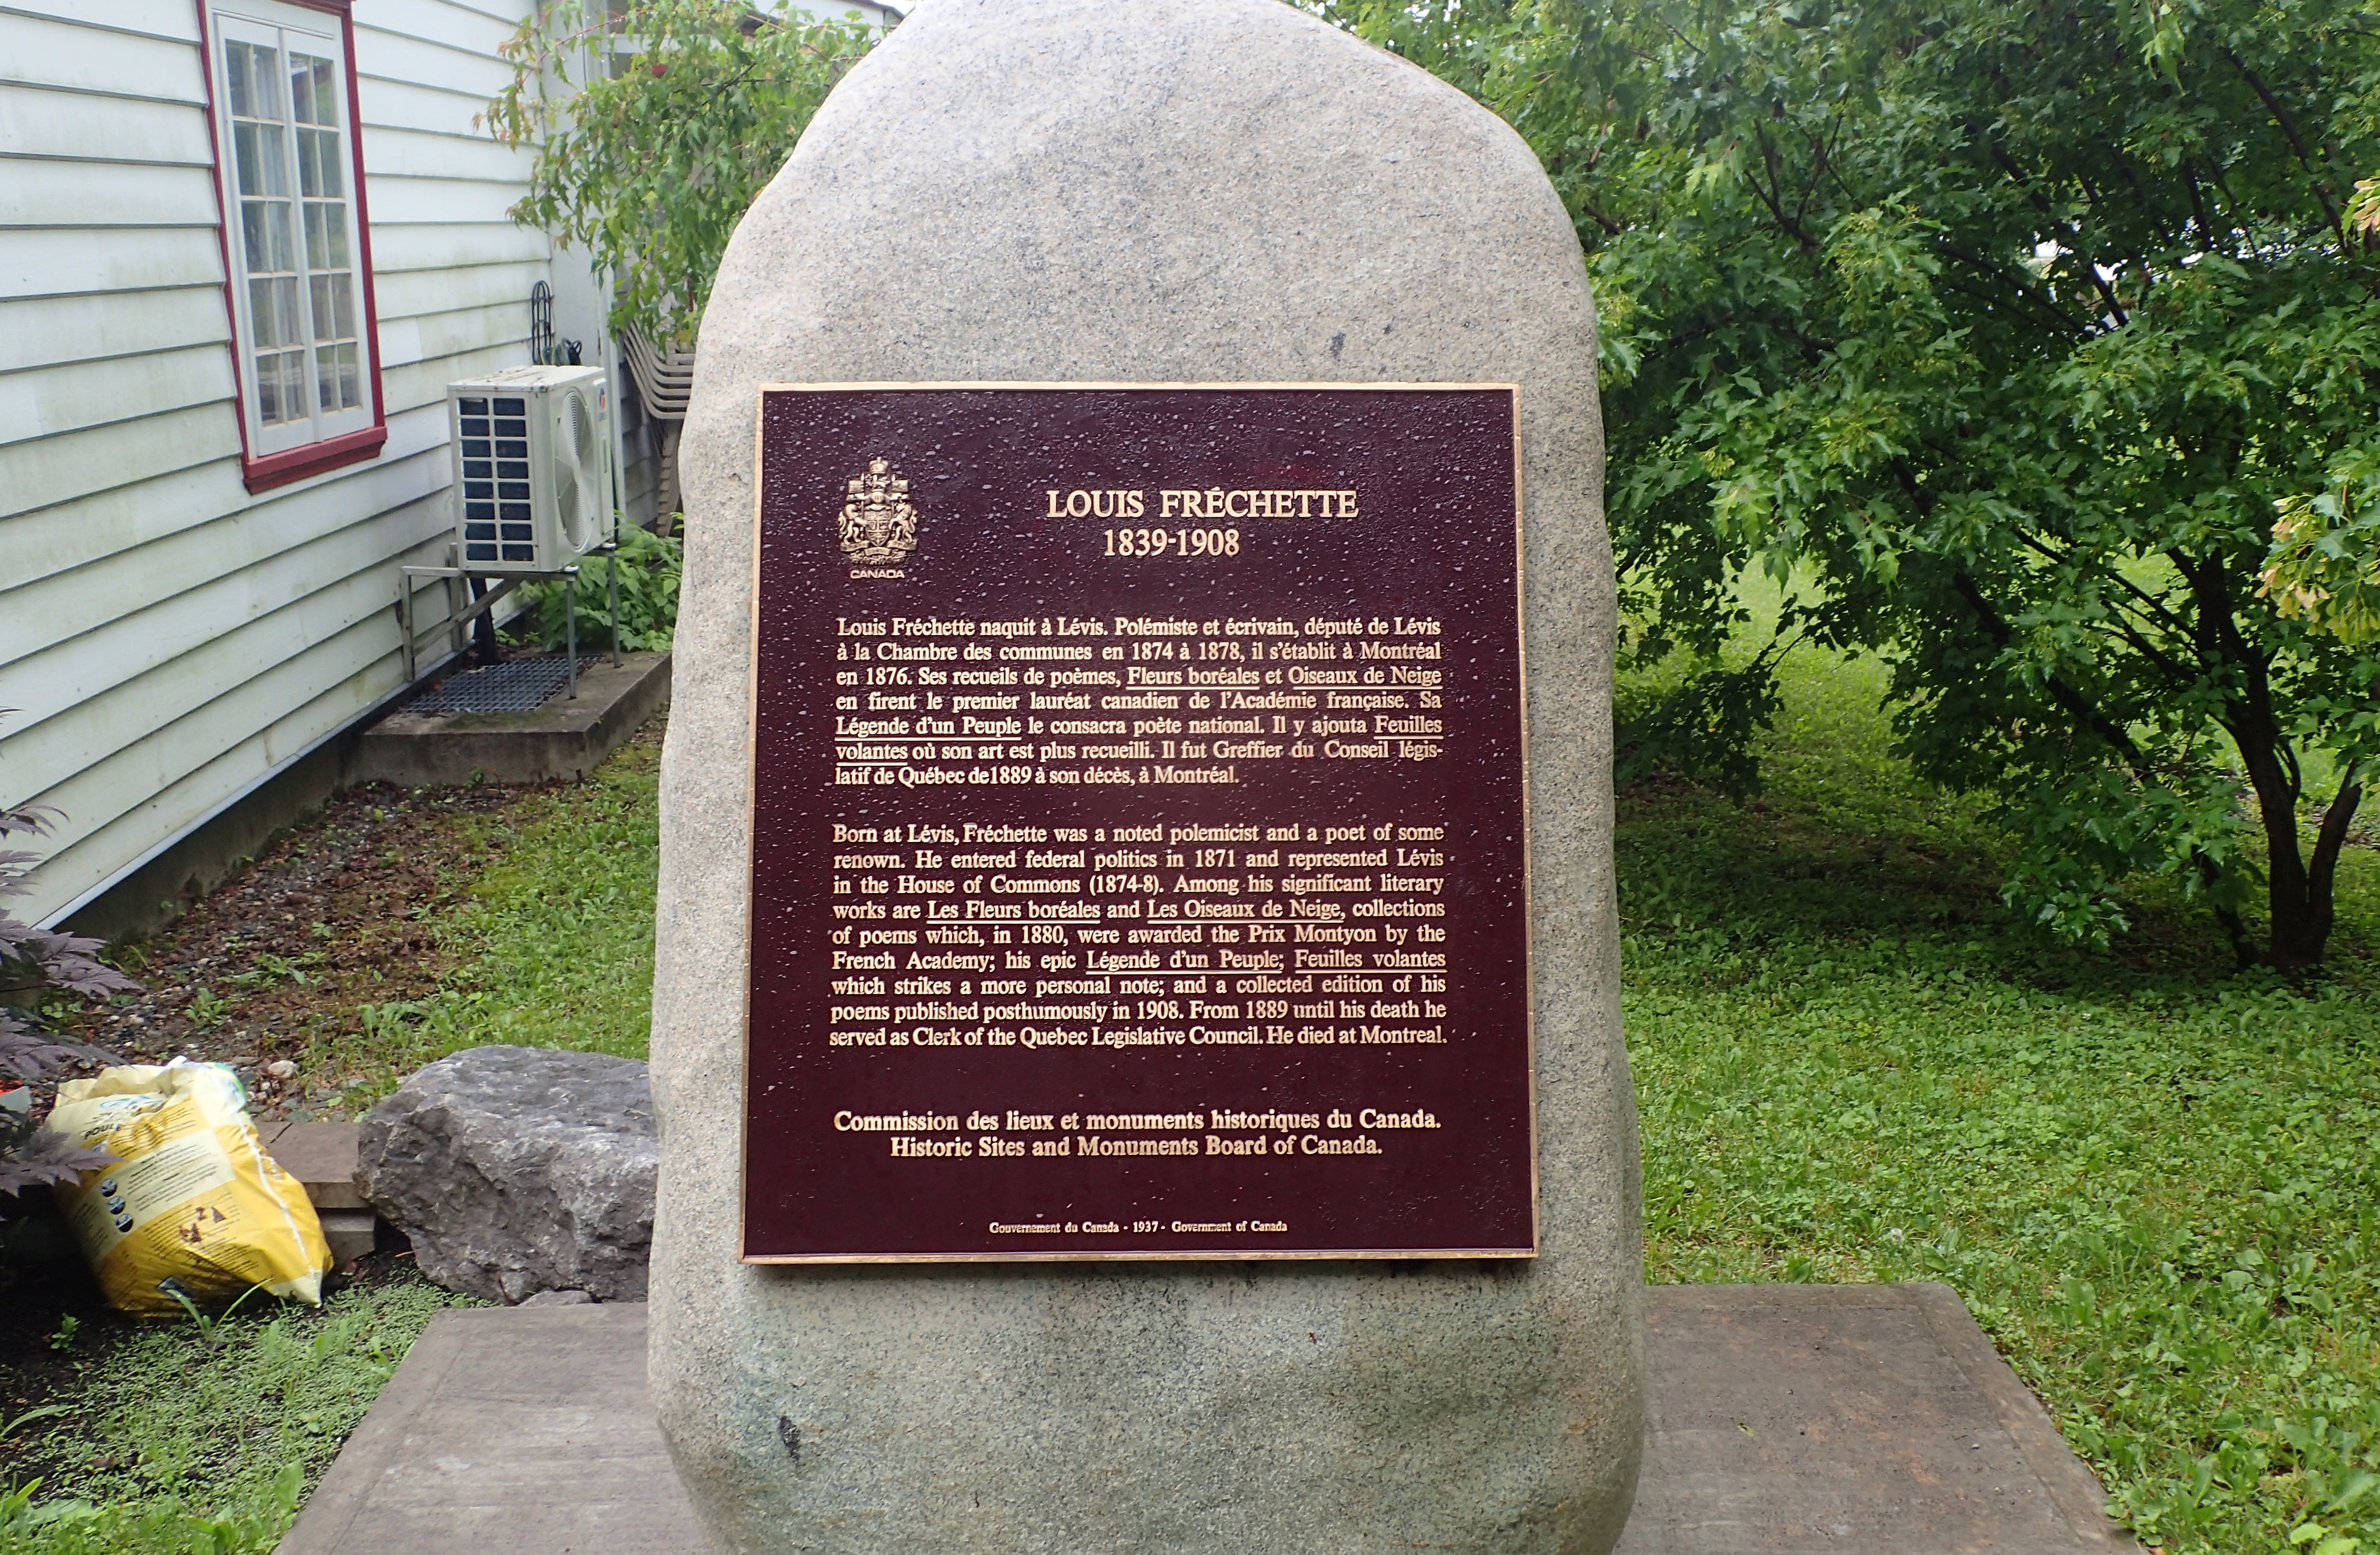 CANADA
LOUIS FRÉCHETTE
1839-1908
Louis Fréchette naquit à Lévis. Polémiste et écrivain, député de Lévis
à la Chambre des communes en 1874 à 1878, il s'établit à Montréal
en 1876. Ses recueils de poèmes, Fleurs boréales et Oiseaux de Neige
en firent le premier lauréat canadien de l'Académie française. Sa
Légende d'un Peuple le consacra poète national. Il y ajouta Feuilles
volantes où son art est plus recueilli. Il fut Greffier du Conseil légis-
latif de Québec de 1889 à son décès, à Montréal.
Born at Lévis, Fréchette was a noted polemicist and a poet of some
renown. He entered federal politics in 1871 and represented Lévis
in the House of Commons (1874-8). Among his significant literary
works are Les Fleurs boréales and Les Oiseaux de Neige, collections
of poems which, in 1880, were awarded the Prix Montyon by the
French Academy; his epic Légende d'un Peuple; Feuilles volantes
which strikes a more personal note; and a collected edition of his
poems published posthumously in 1908. From 1889 until his death he
served as Clerk of the Quebec Legislative Council. He died at Montreal.
Commission des lieux et monuments historiques du Canada.
Historic Sites and Monuments Board of Canada.
Gouvernement du Canada - 1937 - Government of Canada